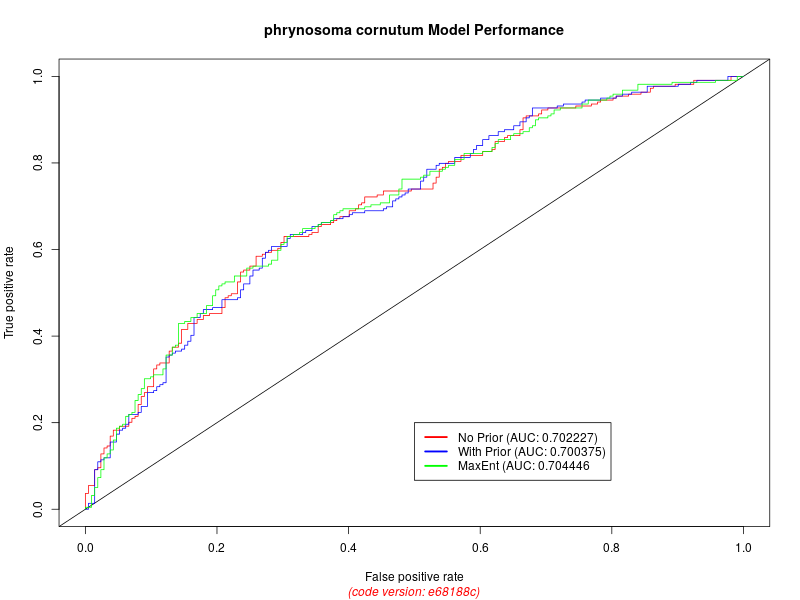 phrynosoma cornutum Model Performance
True positive rate
1.0
0.8
0.6
0.4
0.2
0.0
No Prior (AUC: 0.702227)
With Prior (AUC: 0.700375)
MaxEnt (AUC: 0.704446
0.0 0.2 0.4 0.6 0.8 1.0
False positive rate
(code version: e68188c)